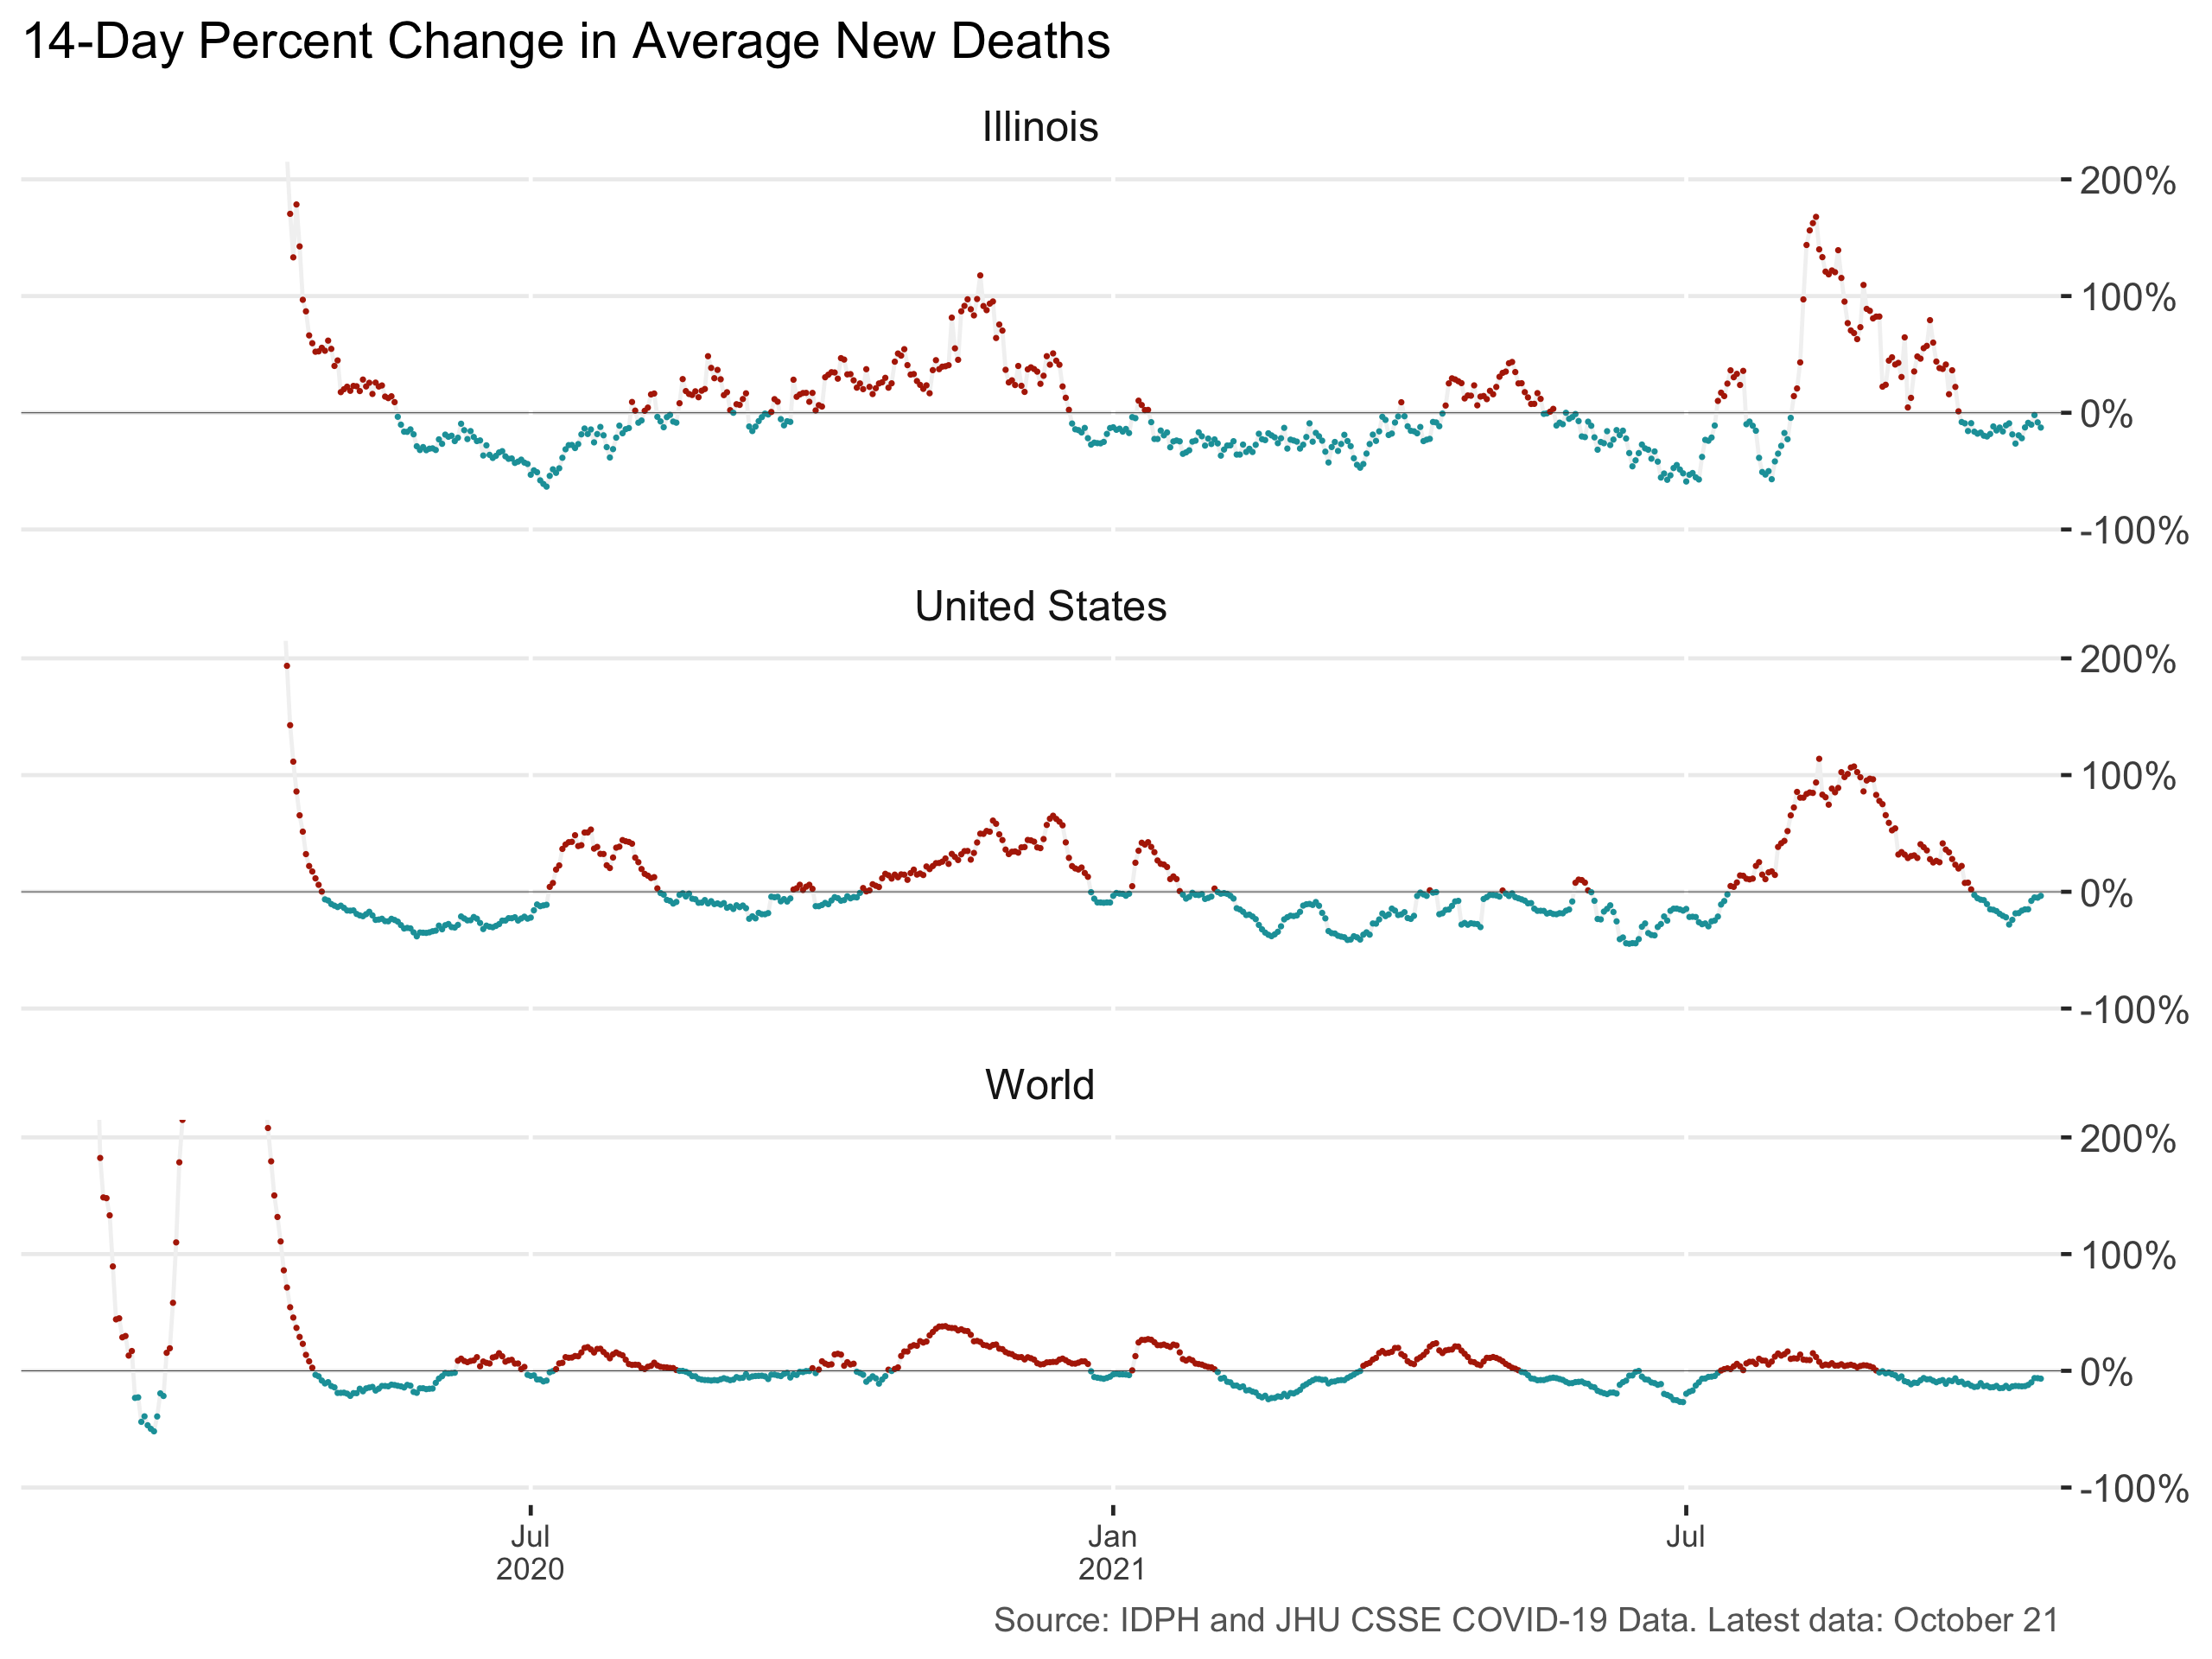 14-Day Percent Change in Average New Deaths
Illinois
200%
100%
0%
-100%
United States
200%
100%
0%
-100%
World
200%
100%
0%
-100%
Jul
2020
Jan
2021
Jul
Source: IDPH and JHU CSSE COVID-19 Data. Latest data: October 21